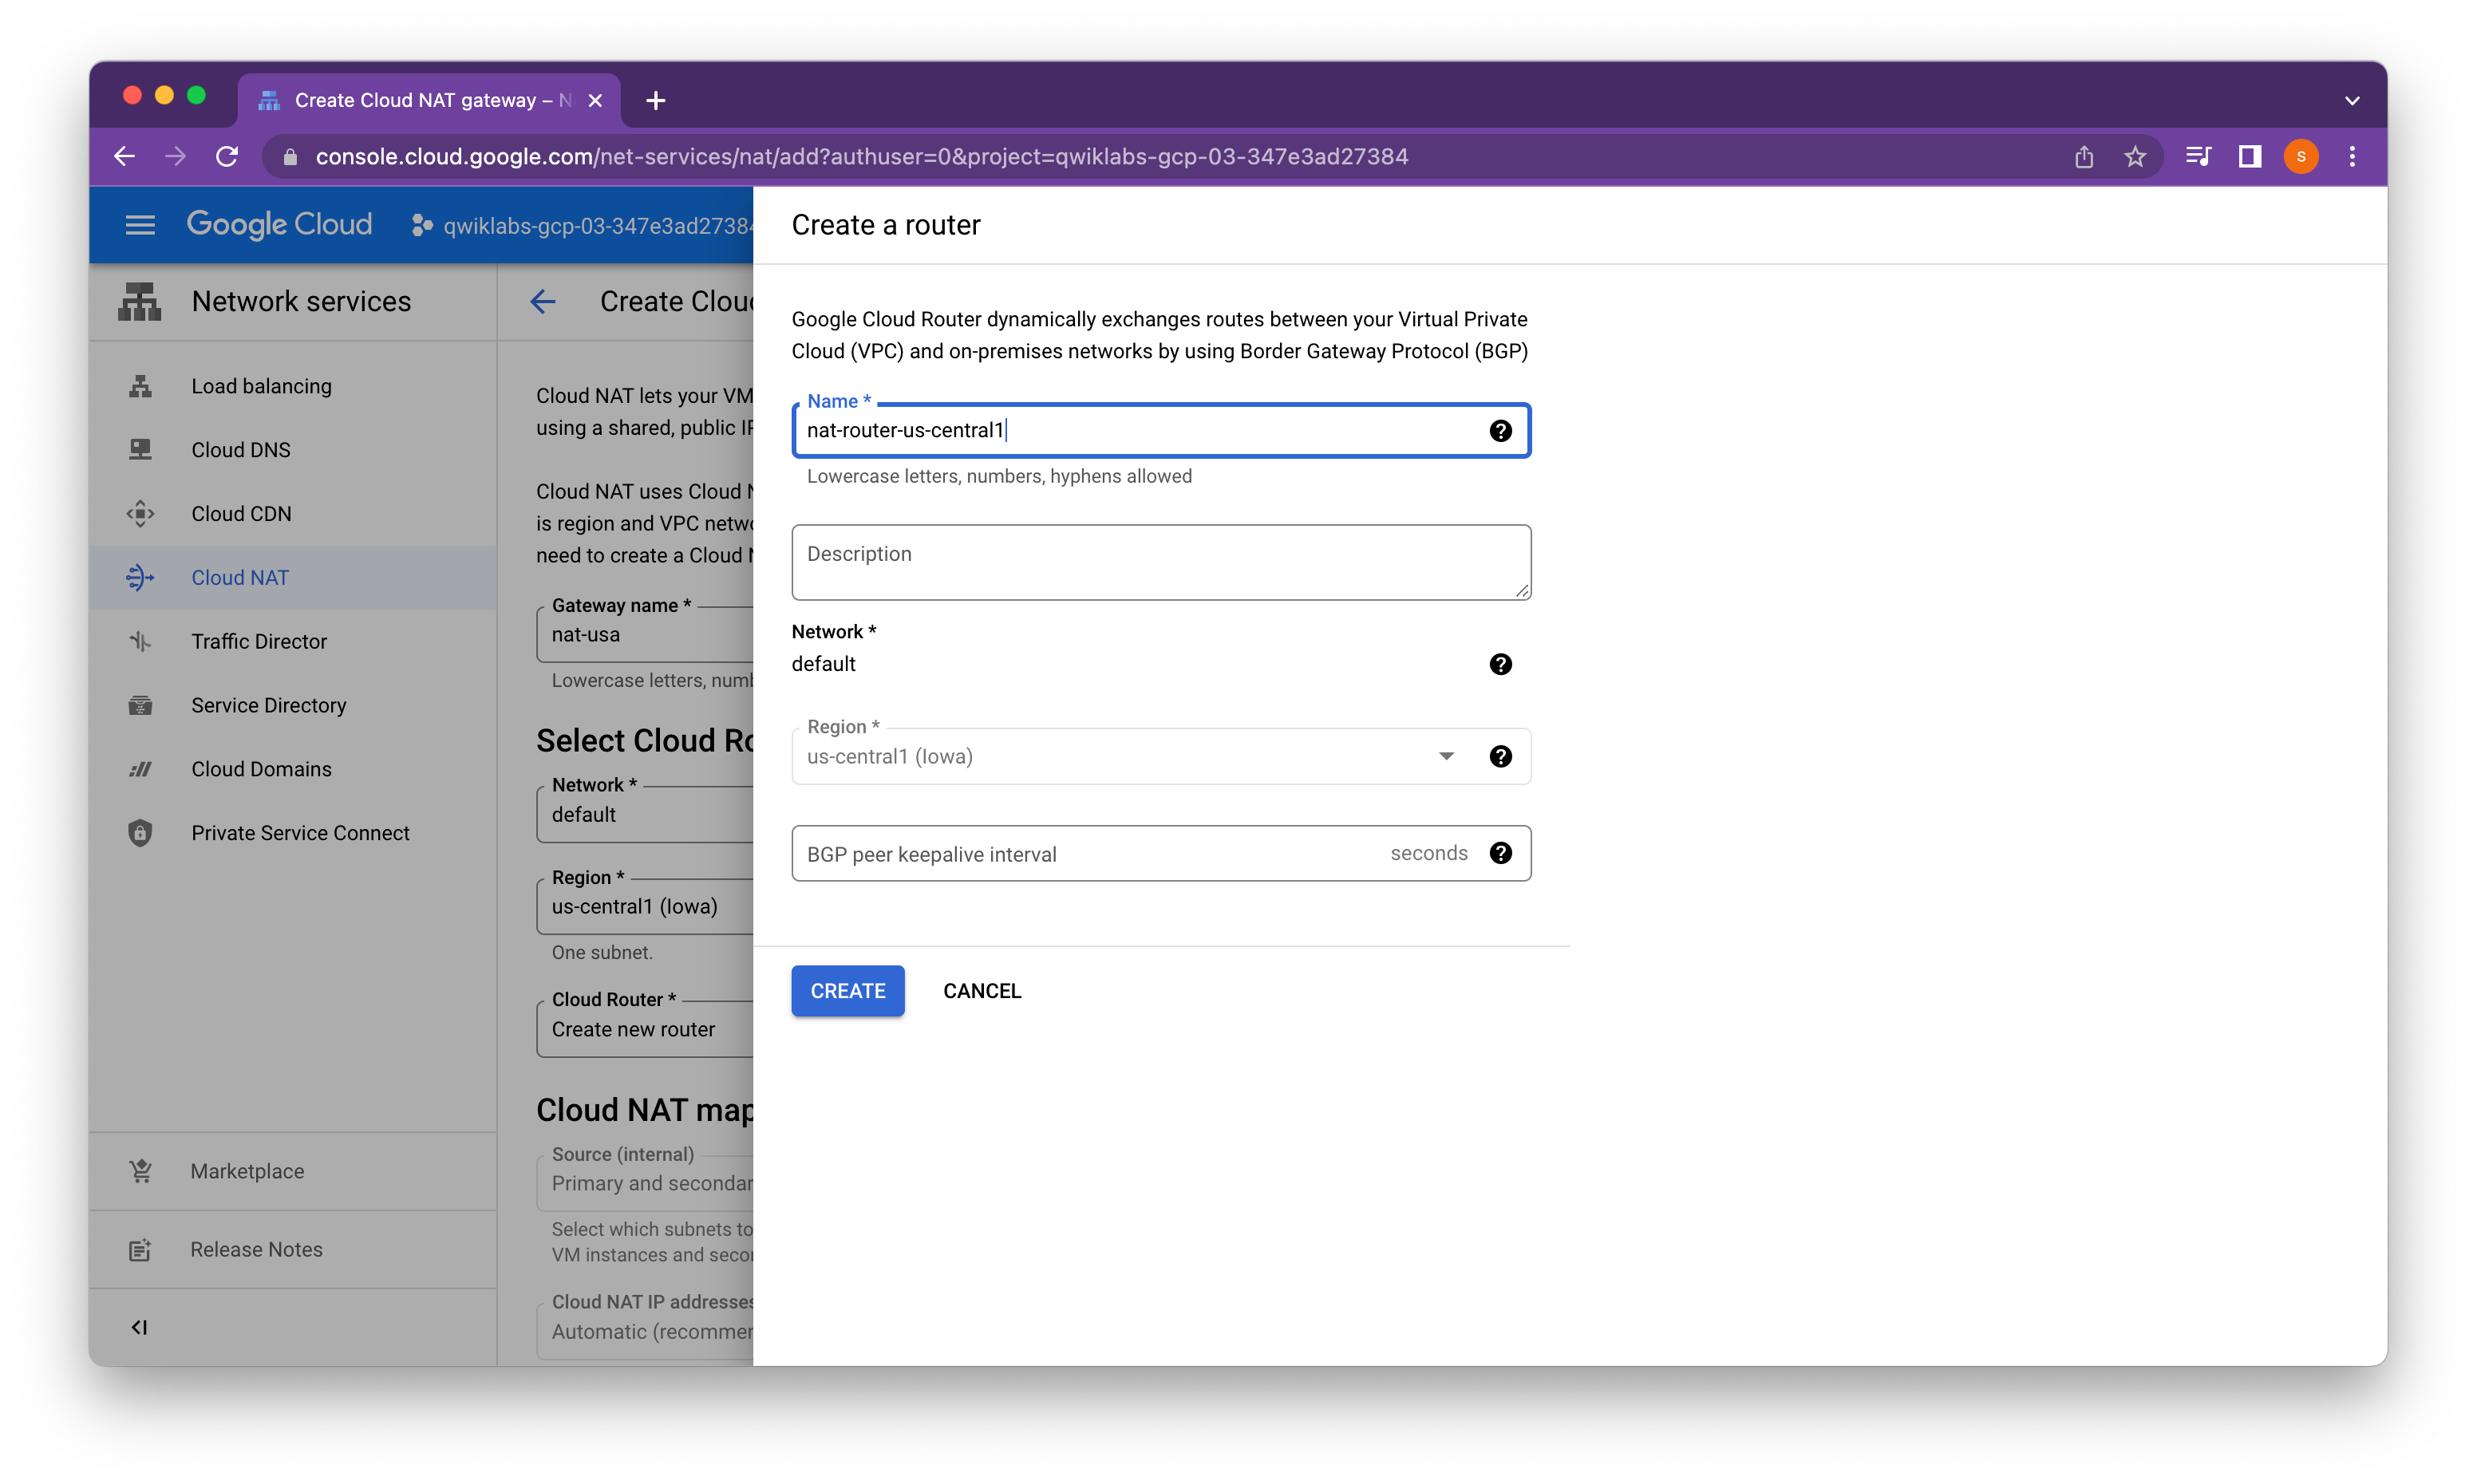 Create Cloud NAT gateway – N
console.cloud.google.com/net-services/nat/add?authuser=0&project=qwiklabs-gcp-03-347e3ad27384
S
Google Cloud
qwiklabs-gcp-03-347e3ad27384
Network services
Load balancing
Cloud DNS
Cloud CDN
Cloud NAT
Traffic Director
Service Directory
Cloud Domains
Private Service Connect
Marketplace
Release Notes
Create Clou
Cloud NAT lets your VM
using a shared, public IP
Cloud NAT uses Cloud N
is region and VPC netwo
need to create a Cloud N
Gateway name *
nat-usa
Lowercase letters, numb
Select Cloud Ro
Network *
default
Region *
us-central1 (Iowa)
One subnet.
Cloud Router *
Create new router
Cloud NAT map
Source (internal)
Primary and secondar
Select which subnets to
VM instances and secon
Cloud NAT IP addresses
Automatic (recommen
Create a router
Google Cloud Router dynamically exchanges routes between your Virtual Private
Cloud (VPC) and on-premises networks by using Border Gateway Protocol (BGP)
Name *
nat-router-us-central1
Lowercase letters, numbers, hyphens allowed
Description
Network *
default
Region *
us-central1 (Iowa)
BGP peer keepalive interval
seconds
CREATE
CANCEL